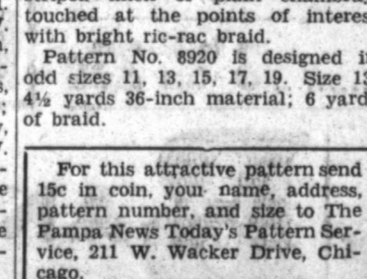 touched at the points of interes
with bright ric-rac braid.
Pattern No. 8920 is designed i
odd sizes 11, 13, 15, 17, 19. Size 13
4½ yards 36-inch material; 6 yard
of braid.
For this attractive pattern send
15c in coin, your name, address,
pattern number, and size to The
Pampa News Today's Pattern Ser-
vice, 211 W. Wacker Drive, Chi-
cago.